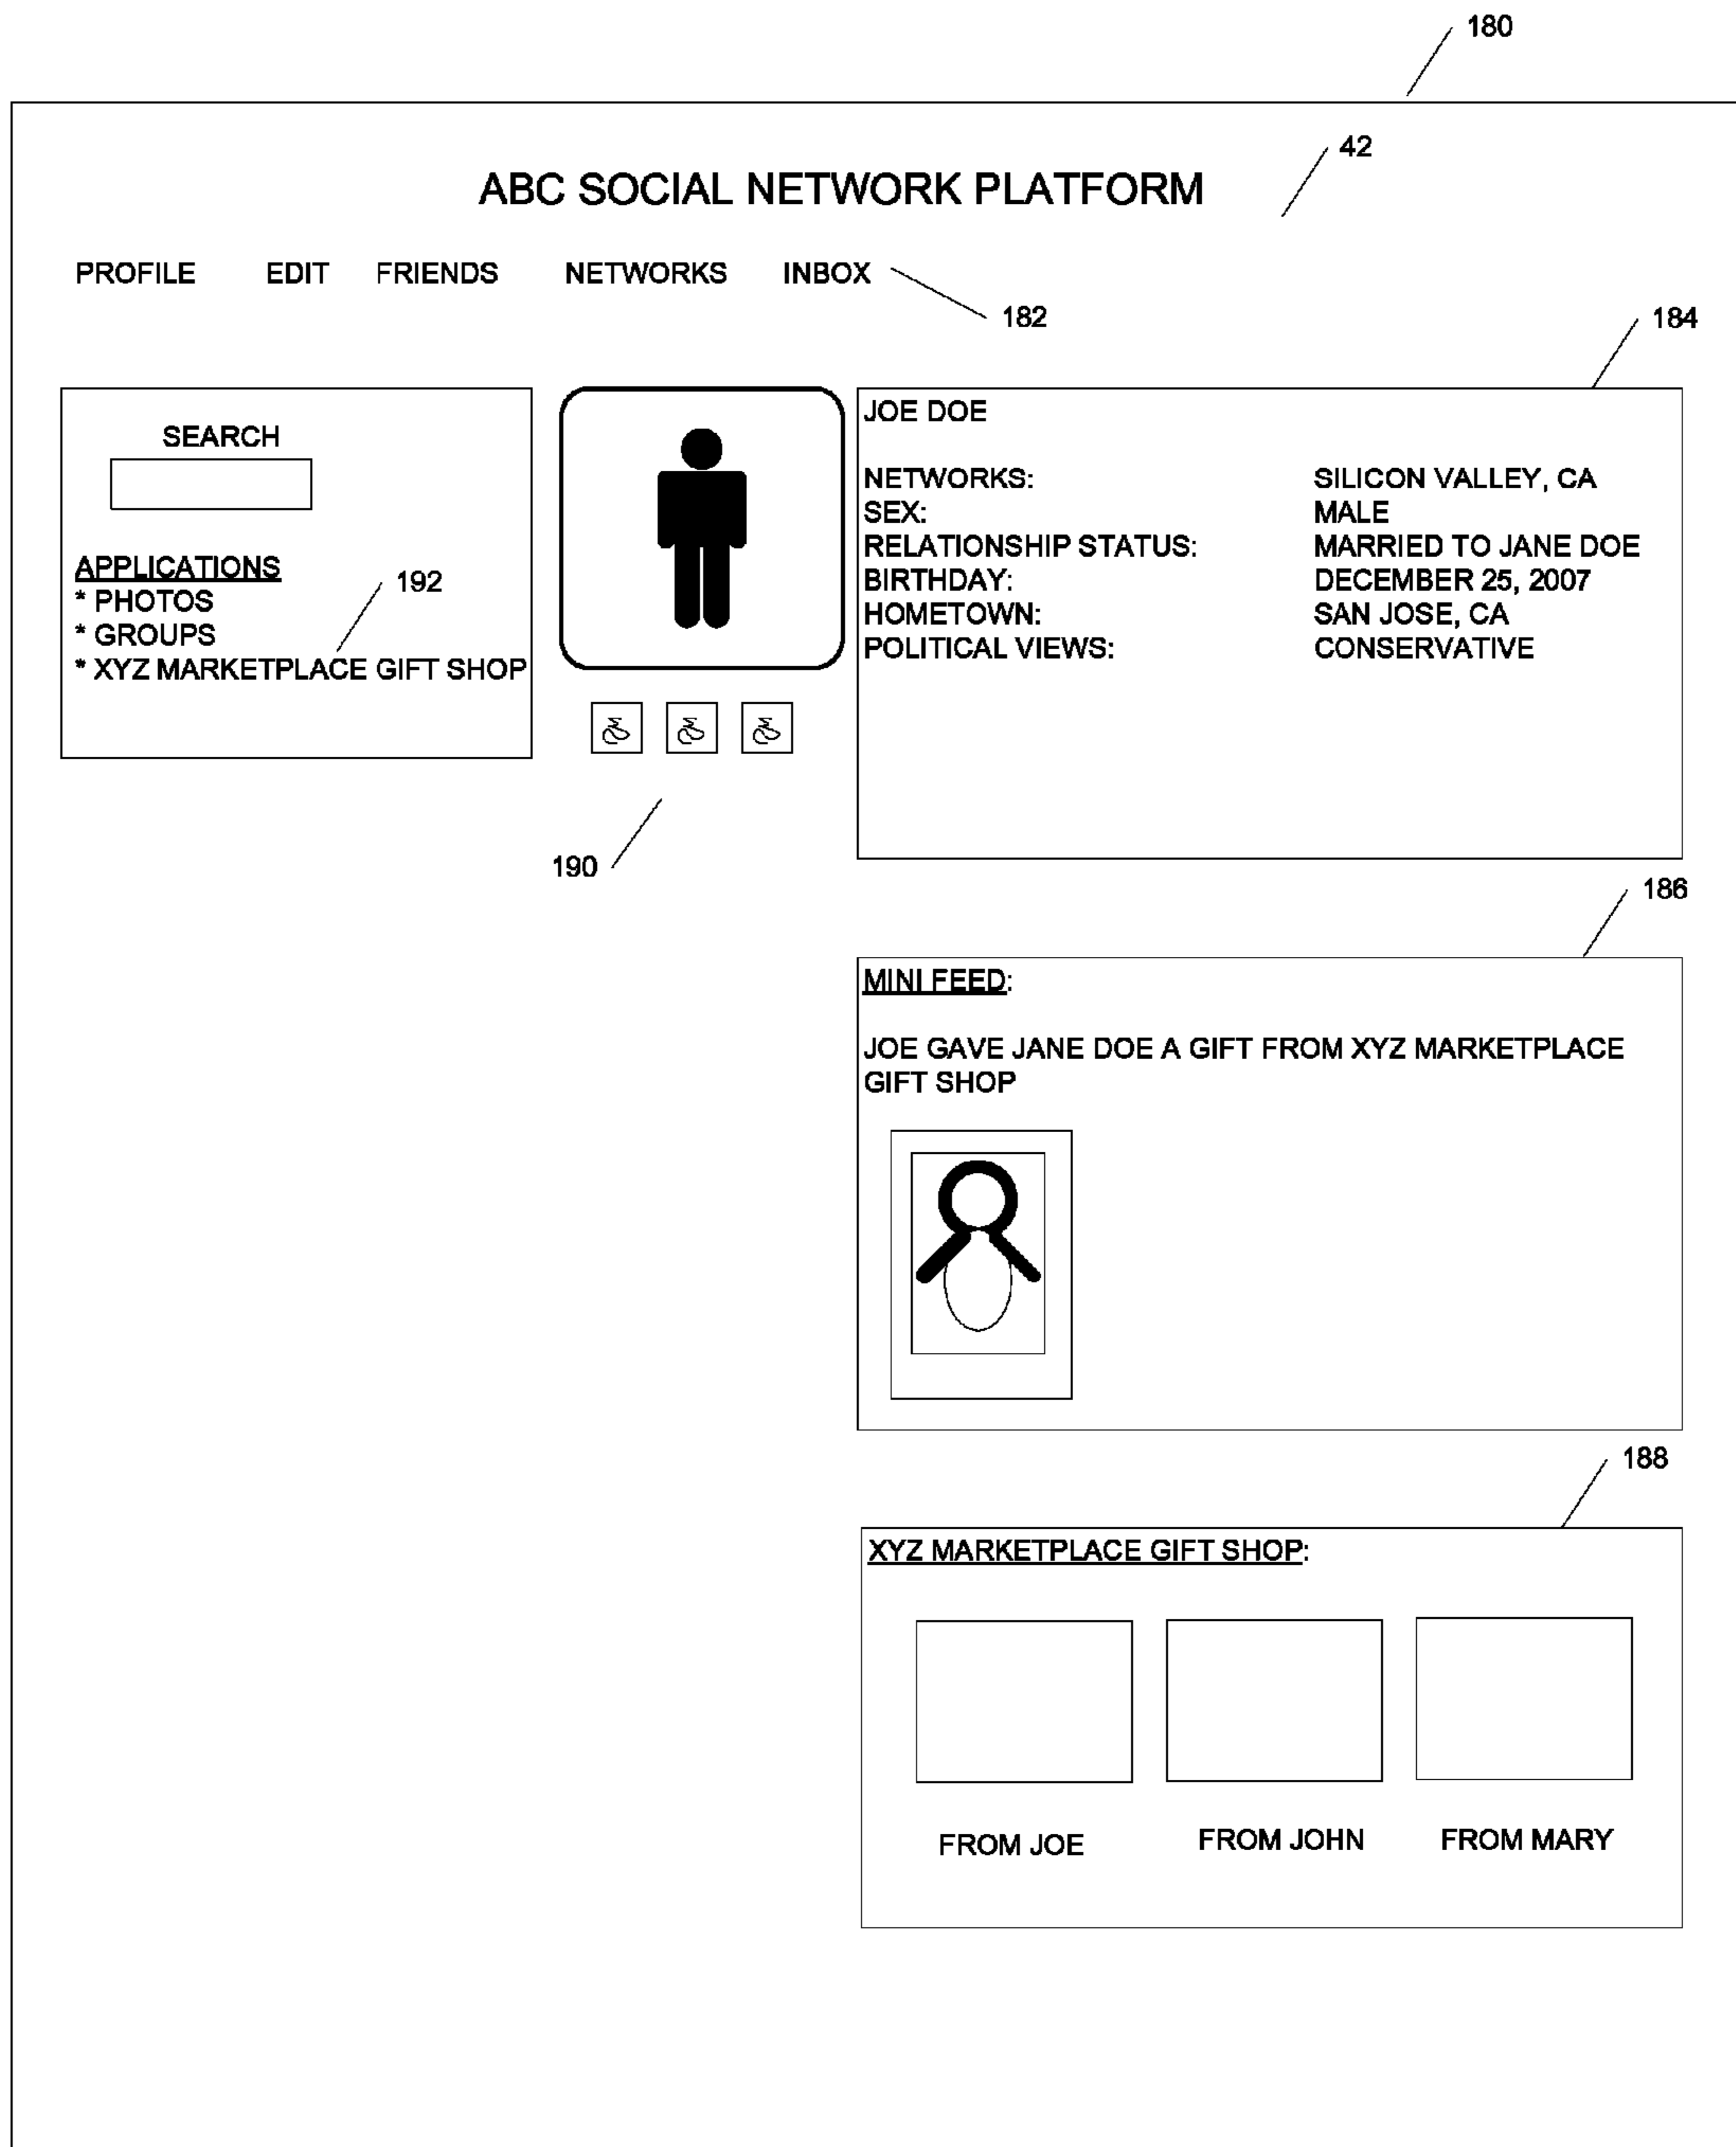 180
42
ABC SOCIAL NETWORK PLATFORM
PROFILE EDIT FRIENDS NETWORKS INBOX
182
184
SEARCH
APPLICATIONS
* PHOTOS
* GROUPS
* XYZ MARKETPLACE GIFT SHOP
192
190
JOE DOE
NETWORKS: SILICON VALLEY, CA
SEX: MALE
RELATIONSHIP STATUS: MARRIED TO JANE DOE
BIRTHDAY: DECEMBER 25, 2007
HOMETOWN: SAN JOSE, CA
POLITICAL VIEWS: CONSERVATIVE
186
MINI FEED:
JOE GAVE JANE DOE A GIFT FROM XYZ MARKETPLACE
GIFT SHOP
188
XYZ MARKETPLACE GIFT SHOP:
FROM JOE FROM JOHN FROM MARY